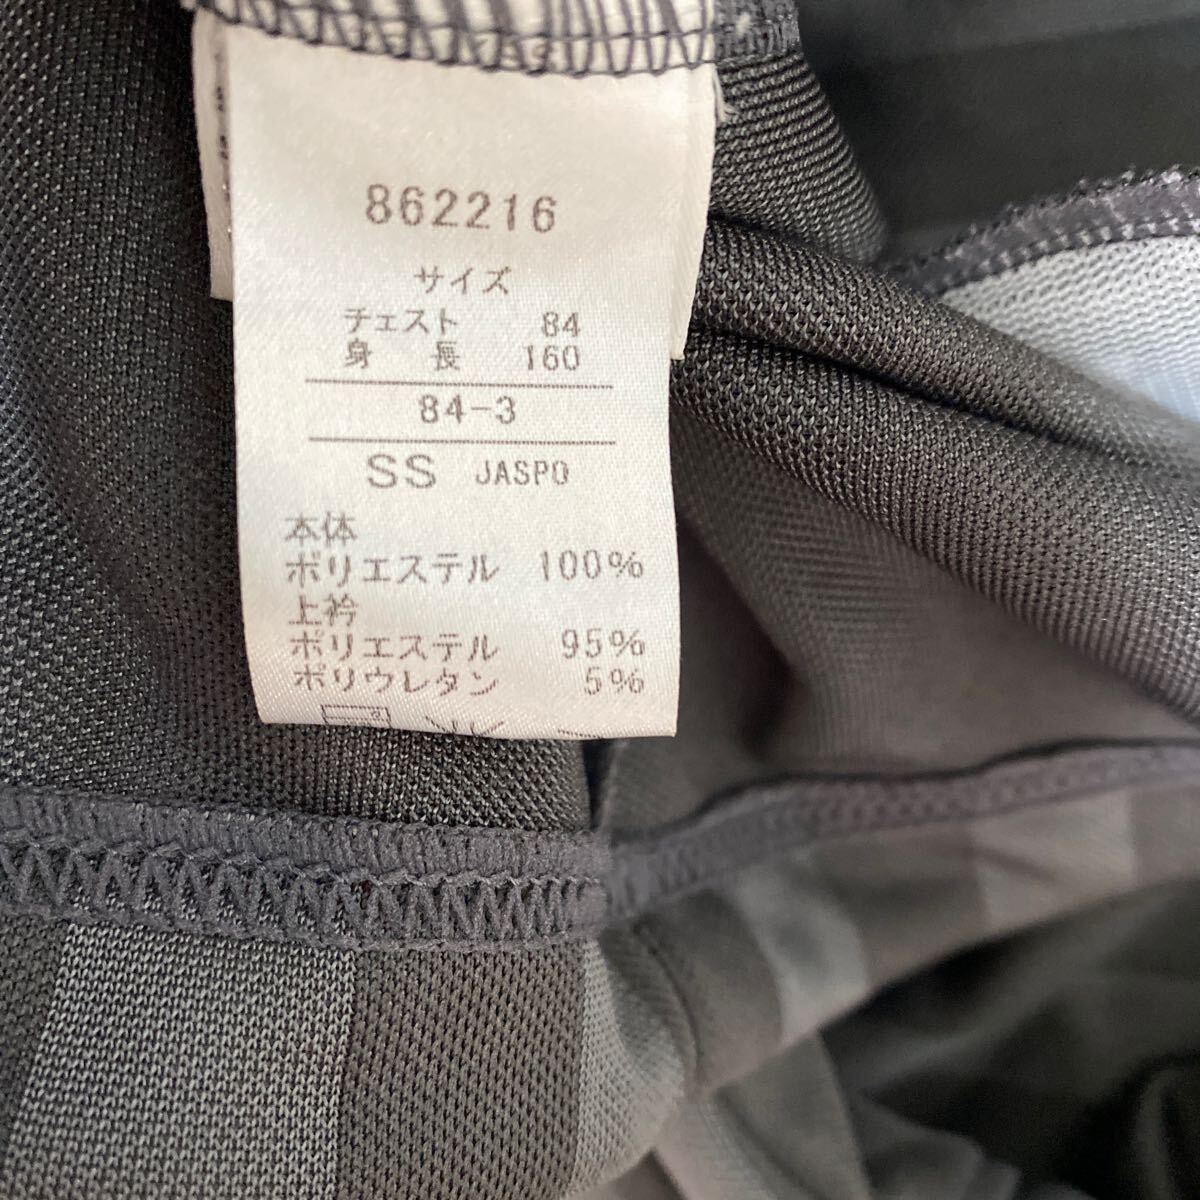 862216
サイズ
チェスト 84
身 長 160
84-3
SS JASPO
本体
ポリエステル 100%
上衿
ポリエステル 95%
ポリウレタン 5%